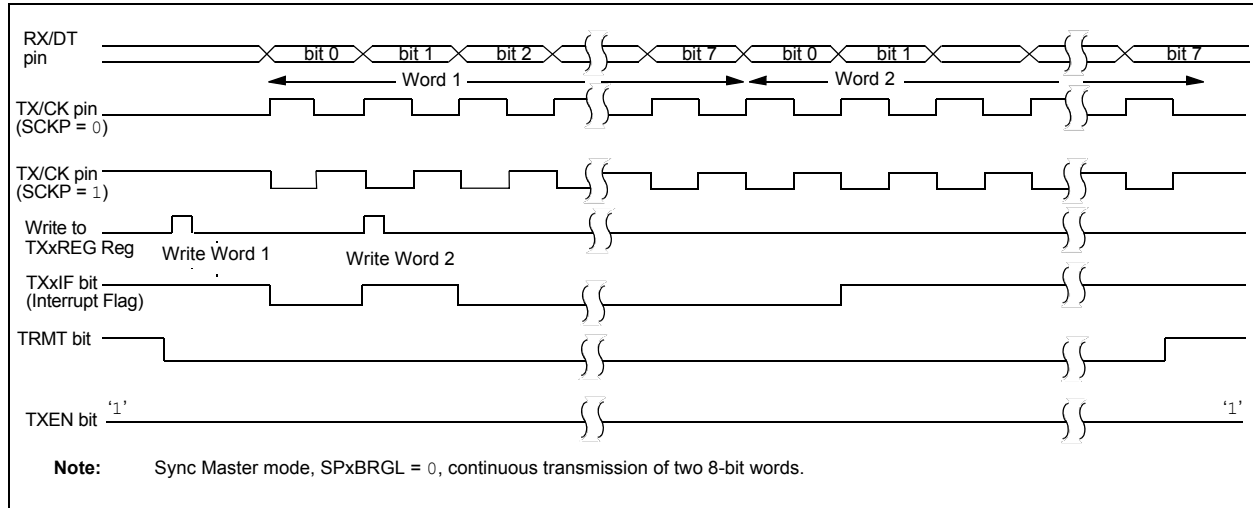 RX/DT
pin
bit 0 bit 1 bit 2 bit 7 bit 0 bit 1 bit 7
Word 1 Word 2
TX/CK pin
(SCKP = 0)
TX/CK pin
(SCKP = 1)
Write to
TXxREG Reg
Write Word 1 Write Word 2
TXxIF bit
(Interrupt Flag)
TRMT bit
TXEN bit ‘1’ ‘1’
Note: Sync Master mode, SPxBRGL = 0, continuous transmission of two 8-bit words.